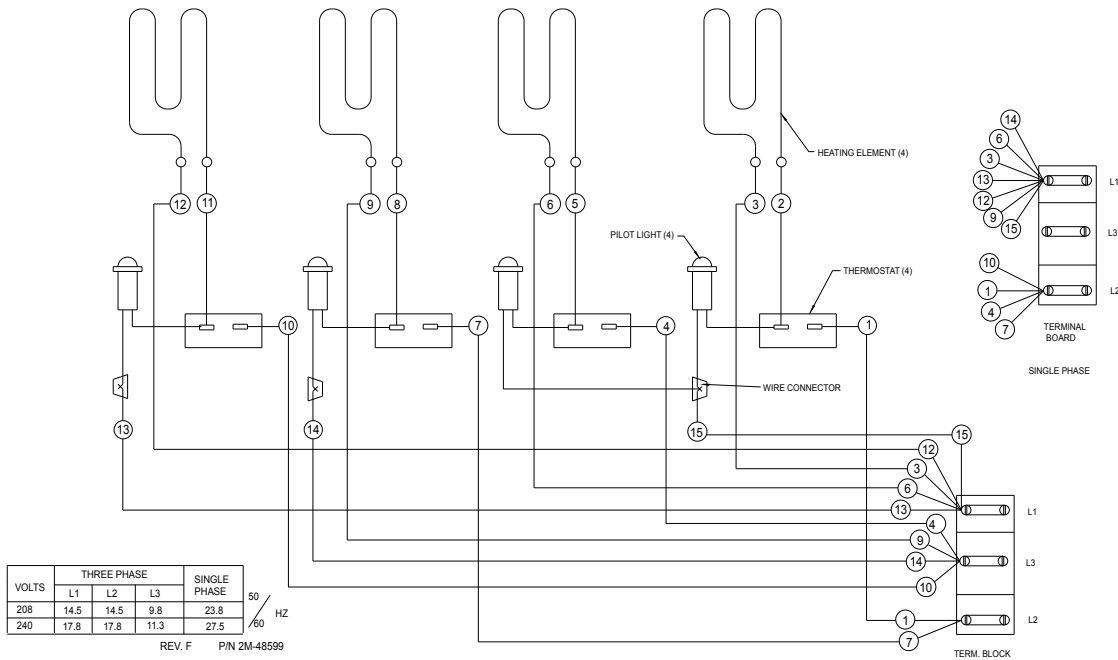 12
11
9
8
6
5
3
2
HEATING ELEMENT (4)
14
6
3
13
12
9
15
L1
L3
10
1
4
7
L2
TERMINAL
BOARD
SINGLE PHASE
PILOT LIGHT (4)
THERMOSTAT (4)
10
7
4
1
WIRE CONNECTOR
13
14
15
15
12
3
6
13
L1
4
9
14
L3
10
1
L2
7
TERM. BLOCK
VOLTS THREE PHASE SINGLE PHASE
L1 L2 L3
208 14.5 14.5 9.8 23.8
240 17.8 17.8 11.3 27.5
50/60 HZ
REV. F P/N 2M-48599